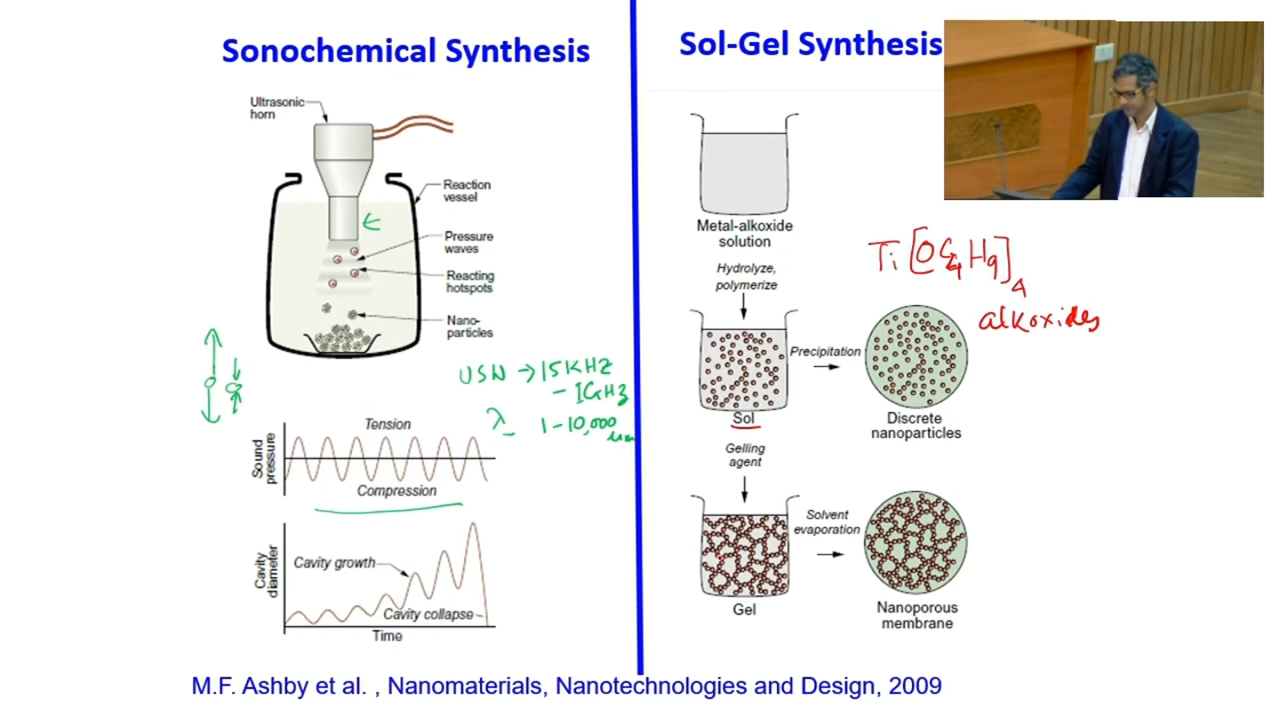 Sonochemical Synthesis
Ultrasonic
horn
Reaction
vessel
Pressure
waves
Reacting
hotspots
Nano-
particles
USW → 15KHZ
- 1GHZ
λ 1-10,000
μm
Sound
pressure
Tension
Compression
Cavity
diameter
Cavity growth
Cavity collapse
Time
Sol-Gel Synthesis
Metal-alkoxide
solution
Hydrolyze,
polymerize
Ti[OC4H9]4
alkoxides
Precipitation
Sol
Discrete
nanoparticles
Gelling
agent
Solvent
evaporation
Gel
Nanoporous
membrane
M.F. Ashby et al. , Nanomaterials, Nanotechnologies and Design, 2009